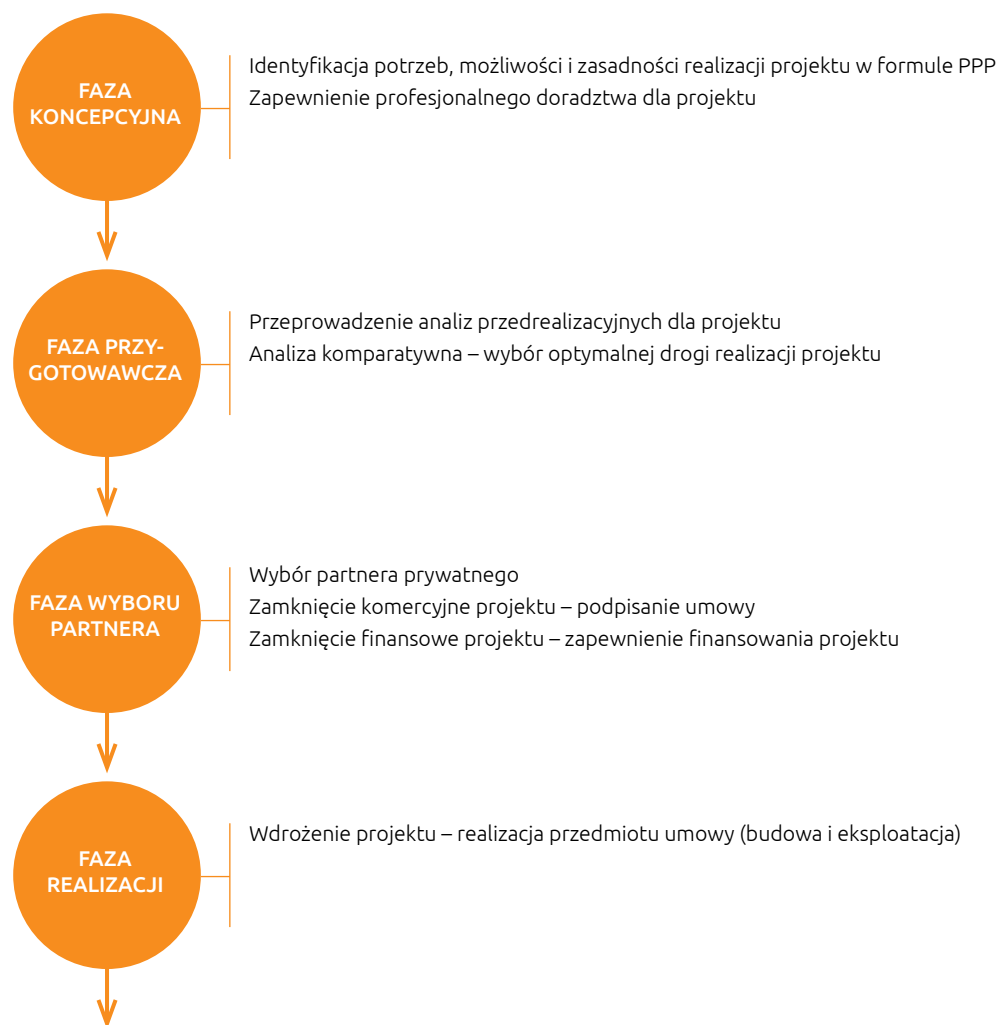 FAZA
KONCEPCYJNA
Identyfikacja potrzeb, możliwości i zasadności realizacji projektu w formule PPP
Zapewnienie profesjonalnego doradztwa dla projektu
FAZA PRZY-
GOTOWAWCZA
Przeprowadzenie analiz przedrealizacyjnych dla projektu
Analiza komparatywna – wybór optymalnej drogi realizacji projektu
FAZA WYBORU
PARTNERA
Wybór partnera prywatnego
Zamknięcie komercyjne projektu – podpisanie umowy
Zamknięcie finansowe projektu – zapewnienie finansowania projektu
FAZA
REALIZACJI
Wdrożenie projektu – realizacja przedmiotu umowy (budowa i eksploatacja)